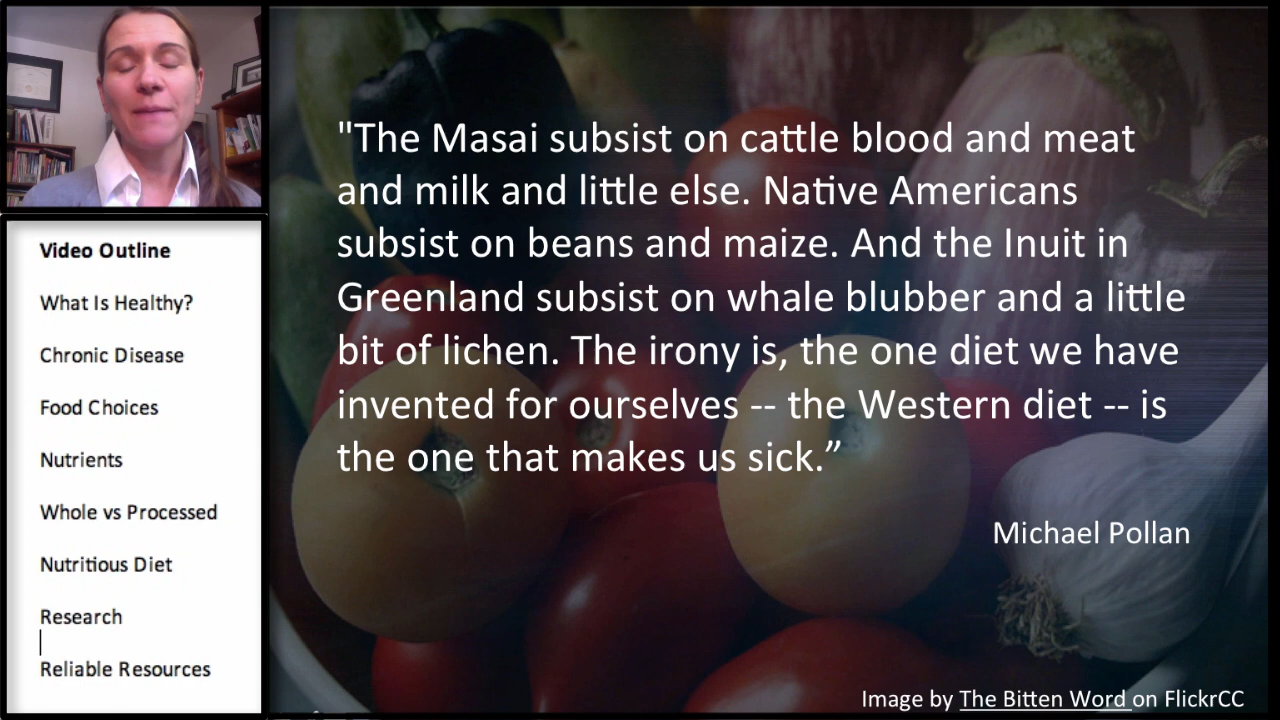 Video Outline
What Is Healthy?
Chronic Disease
Food Choices
Nutrients
Whole vs Processed
Nutritious Diet
Research
Reliable Resources
"The Masai subsist on cattle blood and meat
and milk and little else. Native Americans
subsist on beans and maize. And the Inuit in
Greenland subsist on whale blubber and a little
bit of lichen. The irony is, the one diet we have
invented for ourselves -- the Western diet -- is
the one that makes us sick.”
Michael Pollan
Image by The Bitten Word on FlickrCC